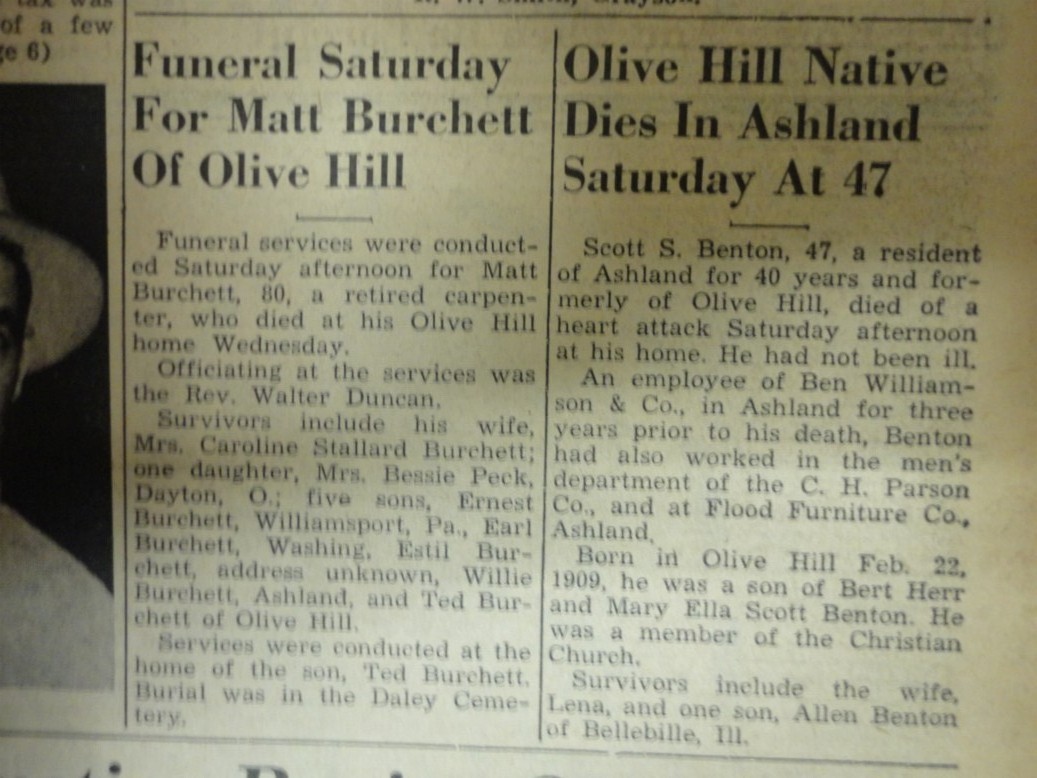 of a few
e 6)
Funeral Saturday
For Matt Burchett
Of Olive Hill
Funeral services were conduct-
ed Saturday afternoon for Matt
Burchett, 80, a retired carpen-
ter, who died at his Olive Hill
home Wednesday.
Officiating at the services was
the Rev. Walter Duncan.
Survivors include his wife,
Mrs. Caroline Stallard Burchett;
one daughter, Mrs. Bessie Peck,
Dayton, O.; five sons, Ernest
Burchett, Williamsport, Pa., Earl
Burchett, Washing, Estil Bur-
chett, address unknown, Willie
Burchett, Ashland, and Ted Bur-
chett of Olive Hill.
Services were conducted at the
home of the son, Ted Burchett.
Burial was in the Daley Ceme-
tery.
Olive Hill Native
Dies In Ashland
Saturday At 47
Scott S. Benton, 47, a resident
of Ashland for 40 years and for-
merly of Olive Hill, died of a
heart attack Saturday afternoon
at his home. He had not been ill.
An employee of Ben William-
son & Co., in Ashland for three
years prior to his death, Benton
had also worked in the men's
department of the C. H. Parson
Co., and at Flood Furniture Co.,
Ashland.
Born in Olive Hill Feb. 22,
1909, he was a son of Bert Herr
and Mary Ella Scott Benton. He
was a member of the Christian
Church.
Survivors include the wife,
Lena, and one son, Allen Benton
of Bellebille, Ill.